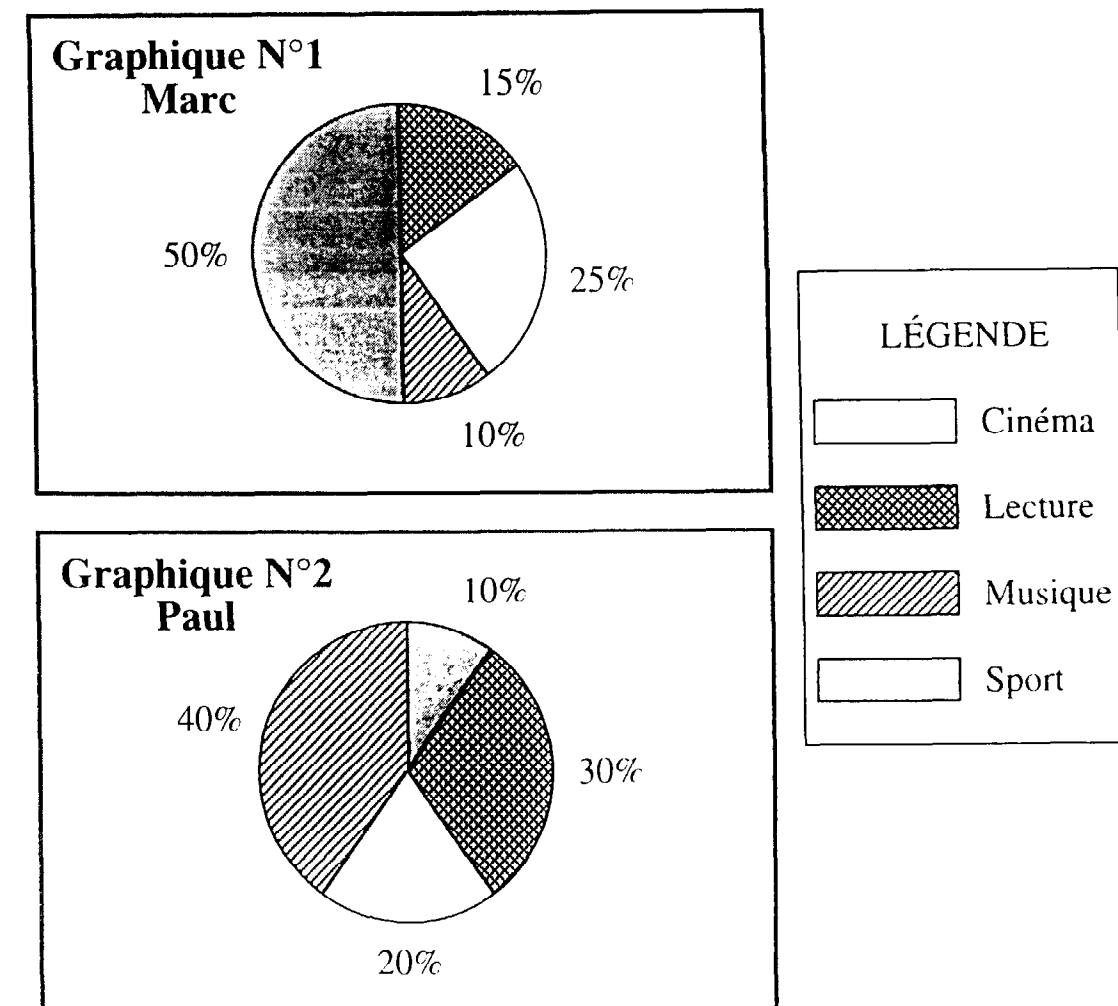 Graphique N°1
Marc
15%
50%
25%
10%
LÉGENDE
Cinéma
Lecture
Musique
Sport
Graphique N°2
Paul
10%
40%
30%
20%